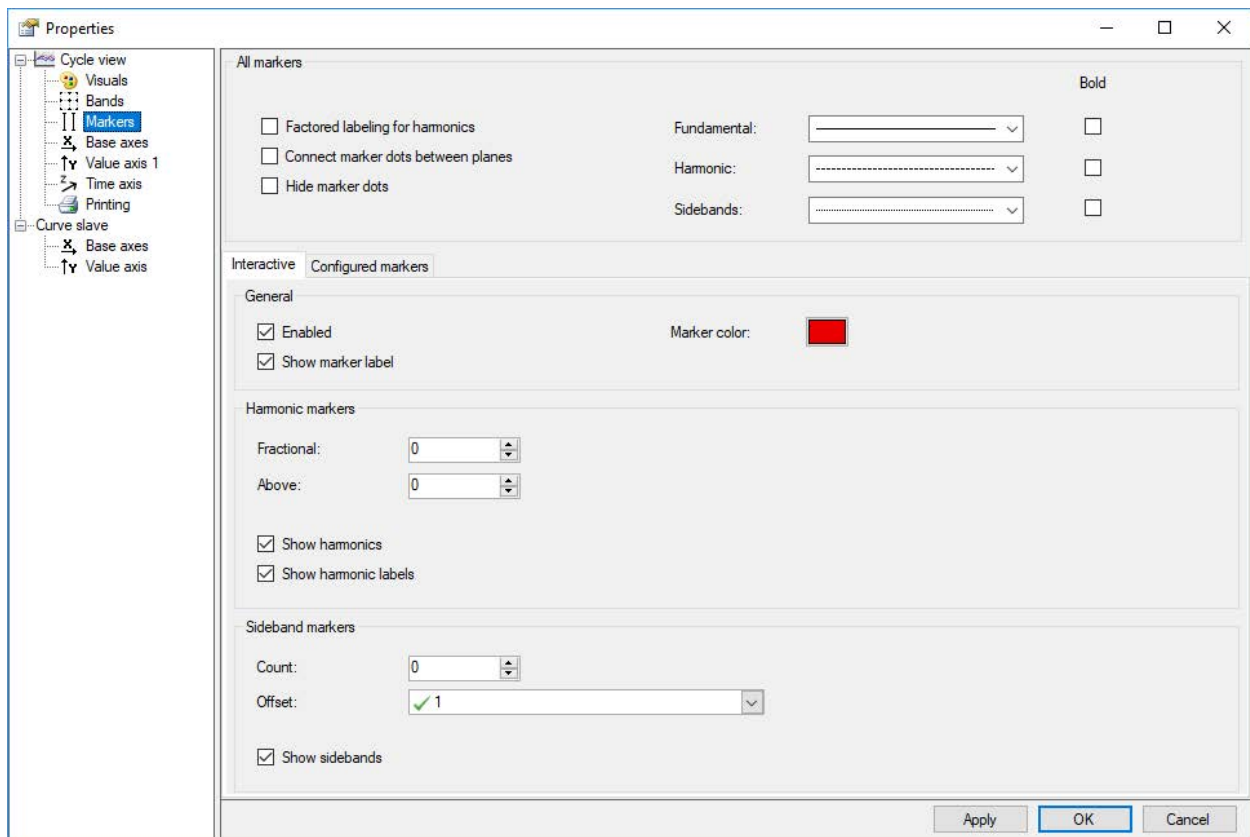 Properties
Cycle view
Visuals
Bands
Markers
Base axes
Value axis 1
Time axis
Printing
Curve slave
Base axes
Value axis
All markers
Bold
Factored labeling for harmonics
Connect marker dots between planes
Hide marker dots
Fundamental:
Harmonic:
Sidebands:
Interactive Configured markers
General
Enabled
Marker color:
Show marker label
Harmonic markers
Fractional: 0
Above: 0
Show harmonics
Show harmonic labels
Sideband markers
Count: 0
Offset: 1
Show sidebands
Apply OK Cancel